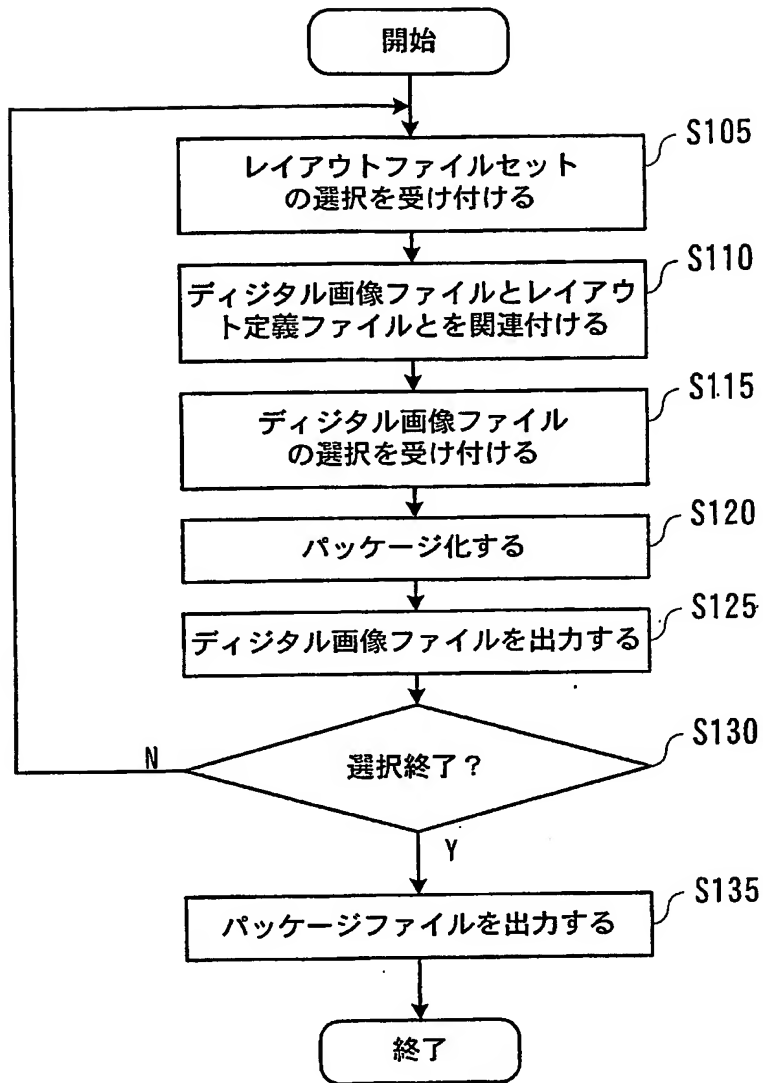 開始
S105
レイアウトファイルセット
の選択を受け付ける
S110
ディジタル画像ファイルとレイアウ
ト定義ファイルとを関連付ける
S115
ディジタル画像ファイル
の選択を受け付ける
S120
パッケージ化する
S125
ディジタル画像ファイルを出力する
S130
選択終了？
N
Y
S135
パッケージファイルを出力する
終了